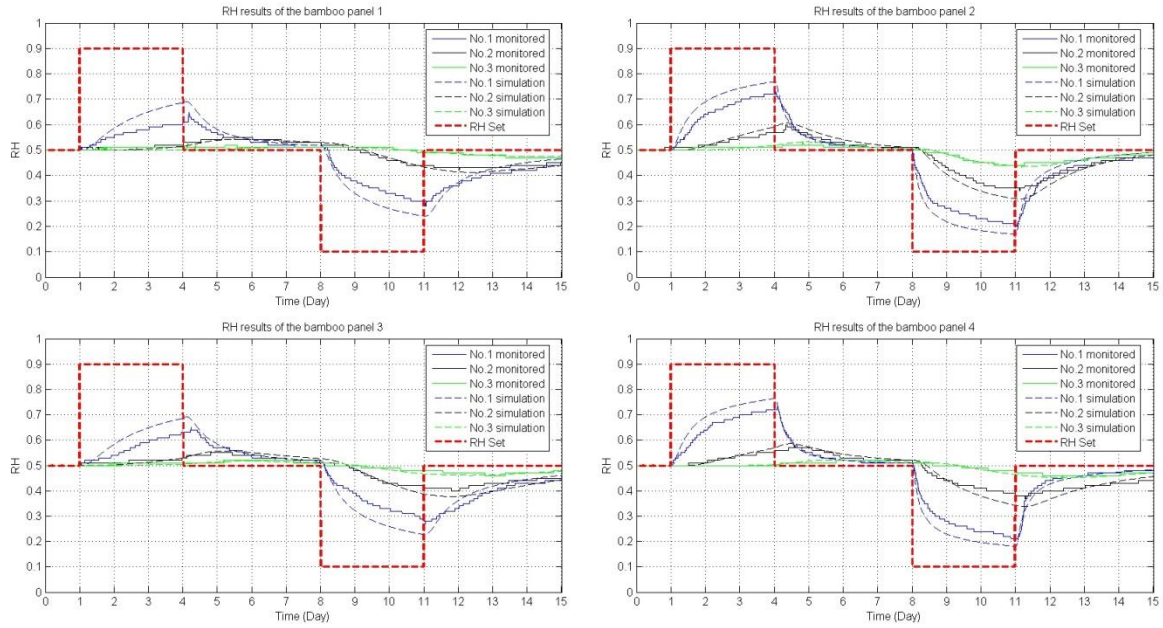 RH results of the bamboo panel 1
1
0.9
0.8
0.7
0.6
0.5
0.4
0.3
0.2
0.1
0
RH
0 1 2 3 4 5 6 7 8 9 10 11 12 13 14 15
Time (Day)
No.1 monitored
No.2 monitored
No.3 monitored
No.1 simulation
No.2 simulation
No.3 simulation
RH Set
RH results of the bamboo panel 2
1
0.9
0.8
0.7
0.6
0.5
0.4
0.3
0.2
0.1
0
RH
0 1 2 3 4 5 6 7 8 9 10 11 12 13 14 15
Time (Day)
No.1 monitored
No.2 monitored
No.3 monitored
No.1 simulation
No.2 simulation
No.3 simulation
RH Set
RH results of the bamboo panel 3
1
0.9
0.8
0.7
0.6
0.5
0.4
0.3
0.2
0.1
0
RH
0 1 2 3 4 5 6 7 8 9 10 11 12 13 14 15
Time (Day)
No.1 monitored
No.2 monitored
No.3 monitored
No.1 simulation
No.2 simulation
No.3 simulation
RH Set
RH results of the bamboo panel 4
1
0.9
0.8
0.7
0.6
0.5
0.4
0.3
0.2
0.1
0
RH
0 1 2 3 4 5 6 7 8 9 10 11 12 13 14 15
Time (Day)
No.1 monitored
No.2 monitored
No.3 monitored
No.1 simulation
No.2 simulation
No.3 simulation
RH Set